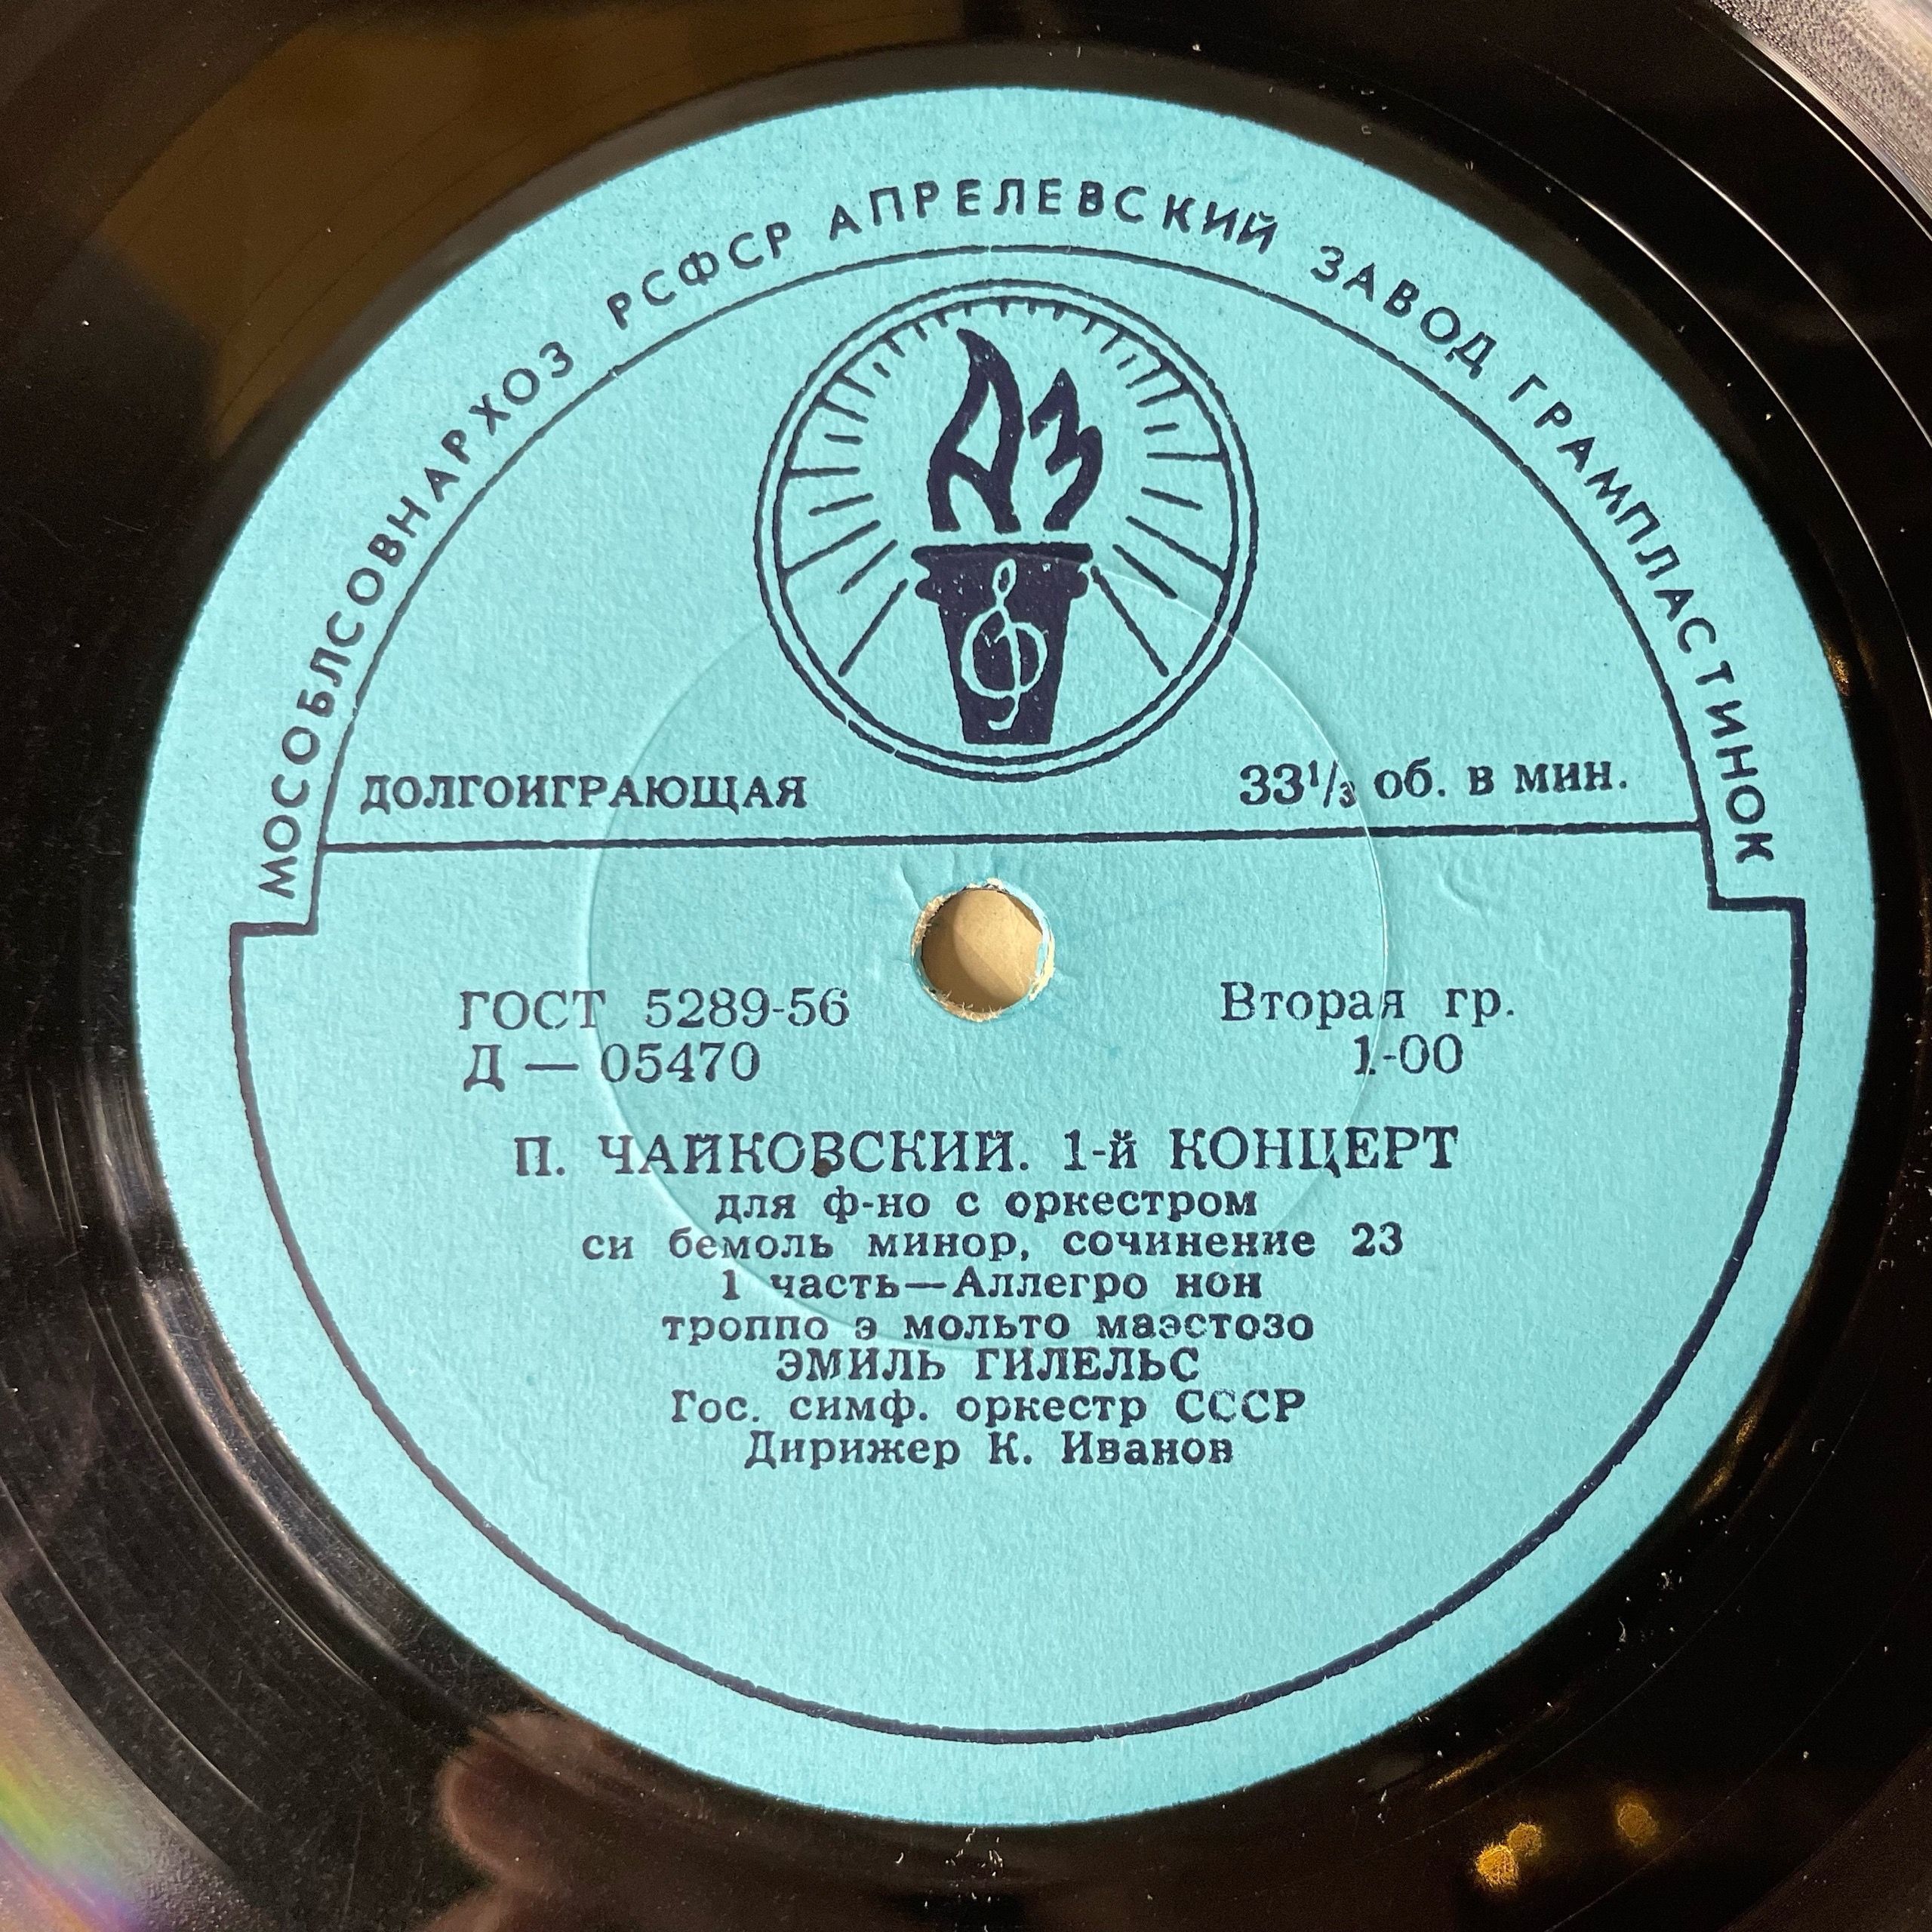 МОСОБЛСОВНАРХОЗ РСФСР АПРЕЛЕВСКИЙ ЗАВОД ГРАМПЛАСТИНОК
АЗ
ДОЛГОИГРАЮЩАЯ 33¹/₃ об. в мин.
ГОСТ 5289-56 Вторая гр.
Д — 05470 1-00
П. ЧАЙКОВСКИЙ. 1-й КОНЦЕРТ
для ф-но с оркестром
си бемоль минор, сочинение 23
1 часть—Аллегро нон
троппо э мольто маэстозо
ЭМИЛЬ ГИЛЕЛЬС
Гос. симф. оркестр СССР
Дирижер К. Иванов